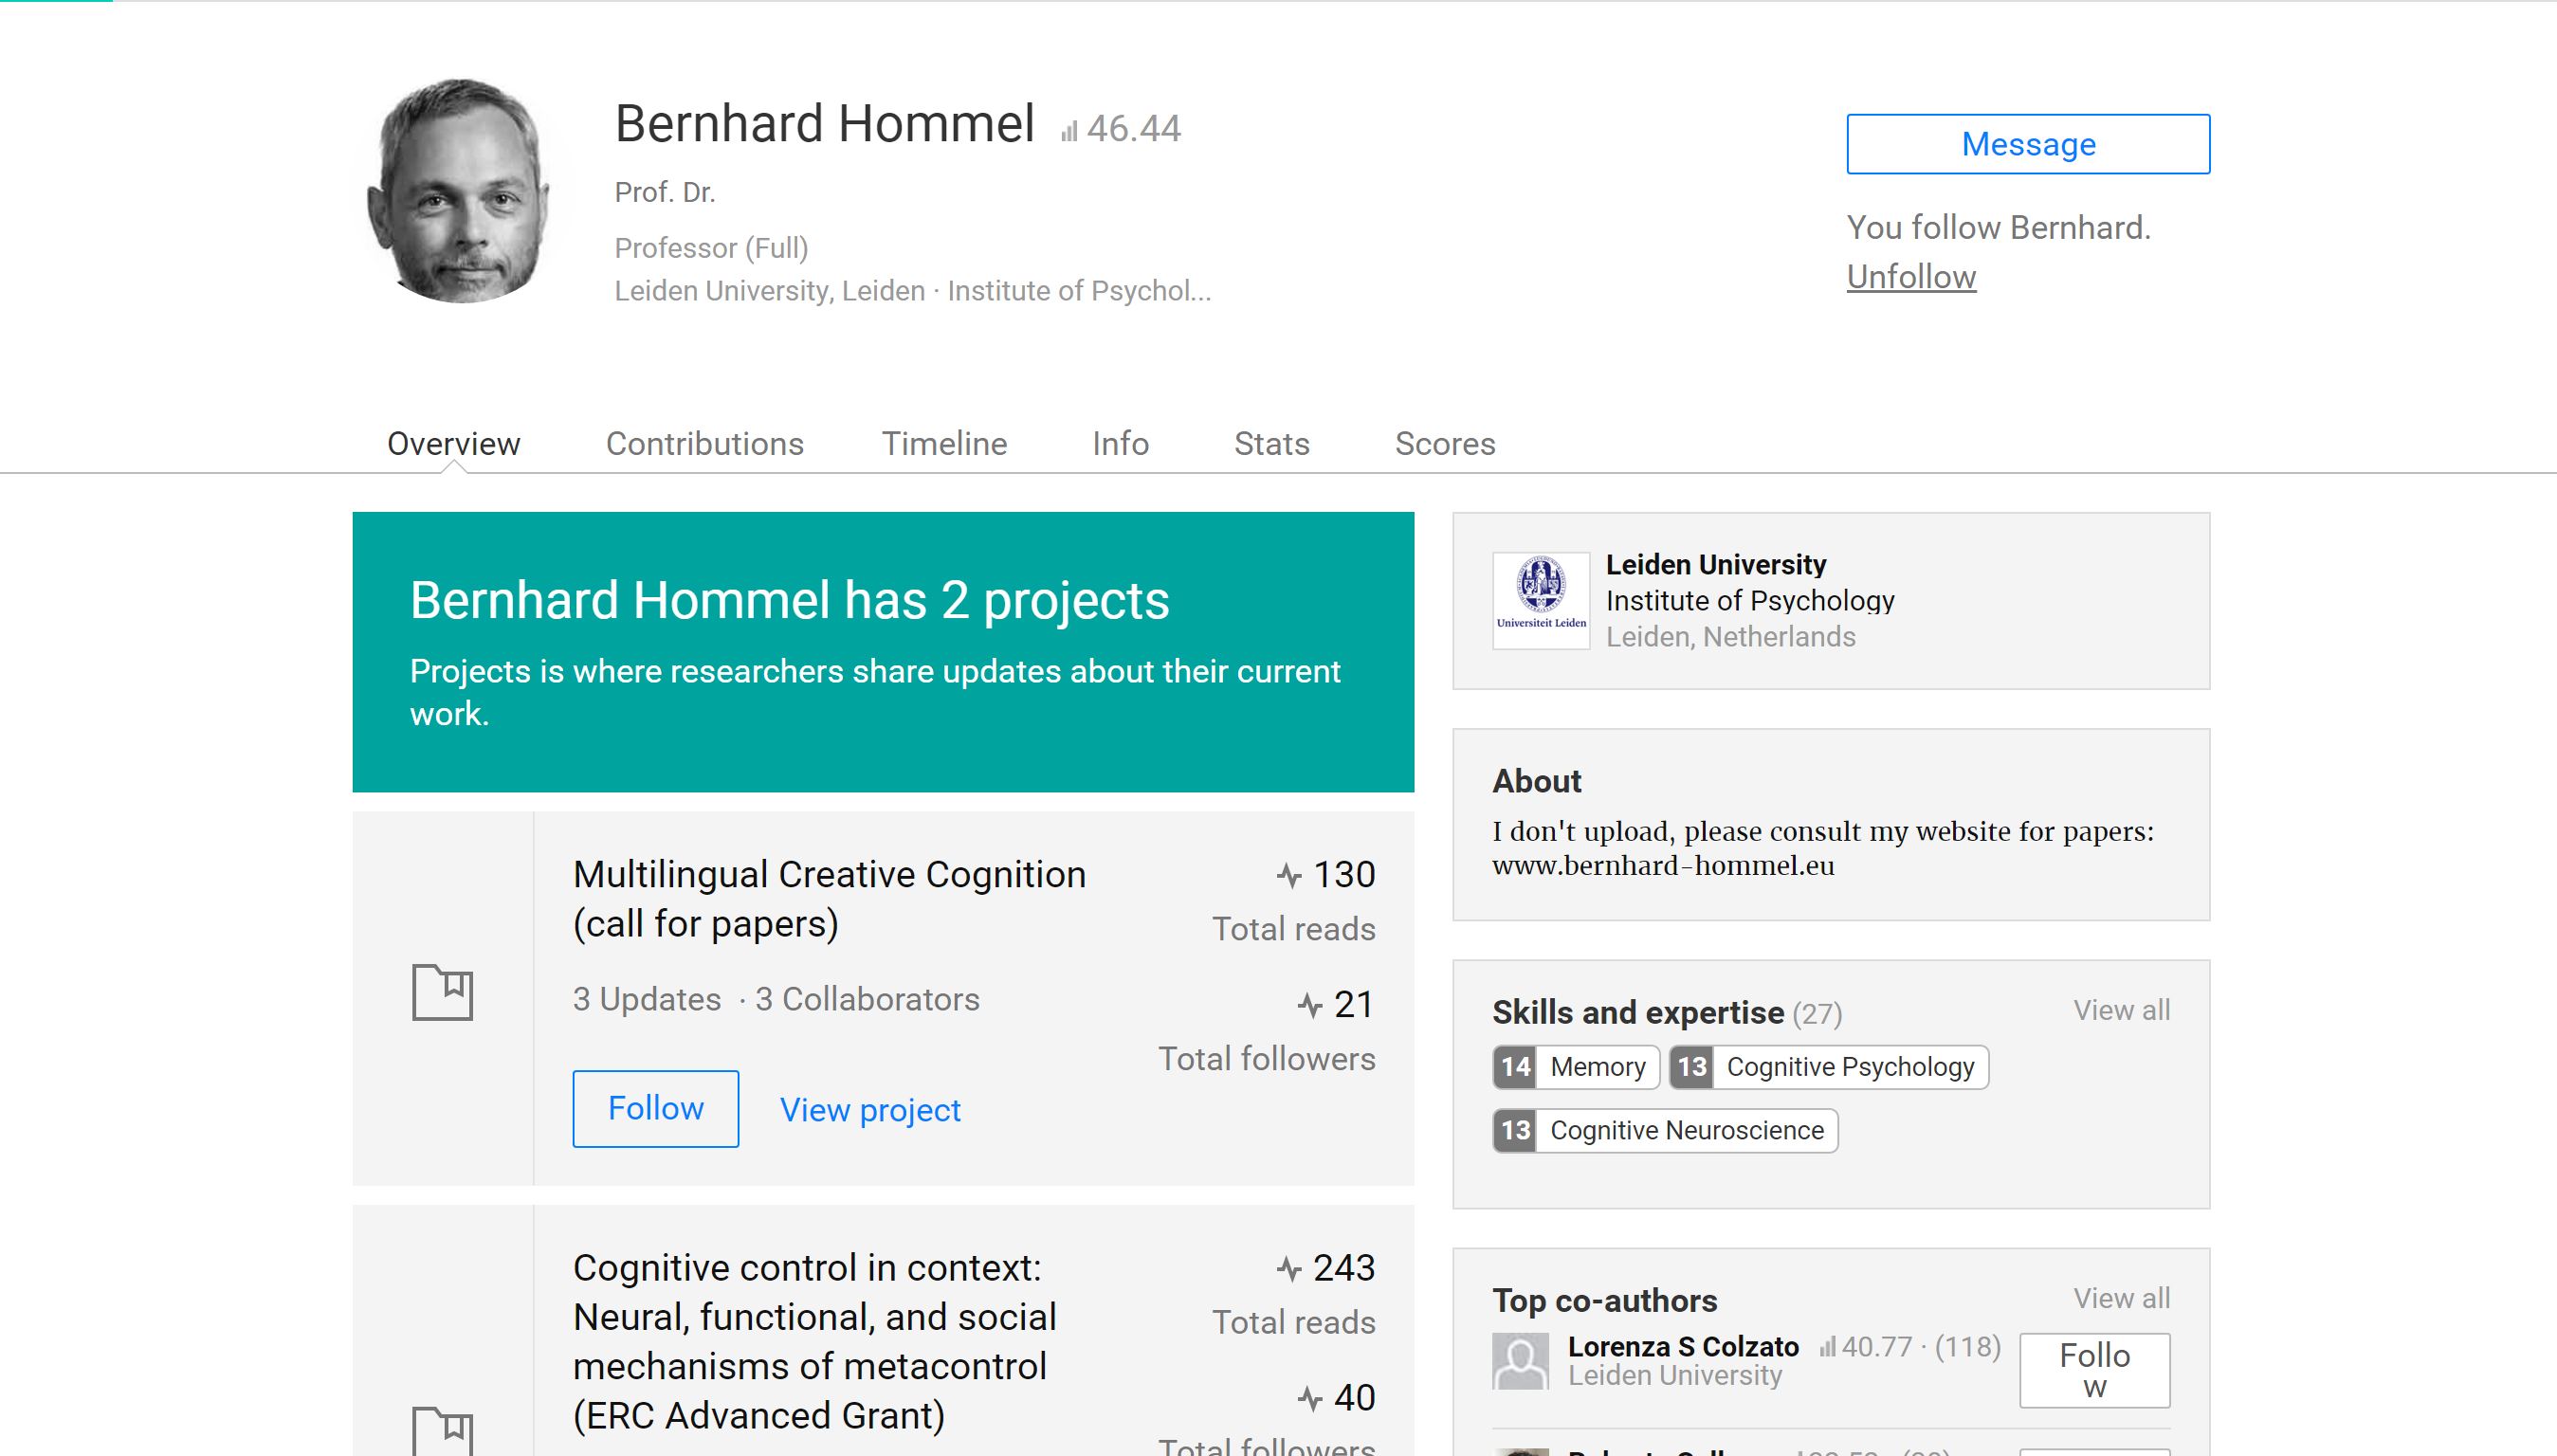 Bernhard Hommel 46.44
Prof. Dr.
Professor (Full)
Leiden University, Leiden · Institute of Psychol...
Message
You follow Bernhard.
Unfollow
Overview Contributions Timeline Info Stats Scores
Bernhard Hommel has 2 projects
Projects is where researchers share updates about their current
work.
Multilingual Creative Cognition
(call for papers)
3 Updates · 3 Collaborators
Follow View project
130
Total reads
21
Total followers
Cognitive control in context:
Neural, functional, and social
mechanisms of metacontrol
(ERC Advanced Grant)
243
Total reads
40
Total followers
Universiteit Leiden
Leiden University
Institute of Psychology
Leiden, Netherlands
About
I don't upload, please consult my website for papers:
www.bernhard-hommel.eu
Skills and expertise (27) View all
14 Memory 13 Cognitive Psychology
13 Cognitive Neuroscience
Top co-authors View all
Lorenza S Colzato 40.77 · (118)
Leiden University
Follo
w